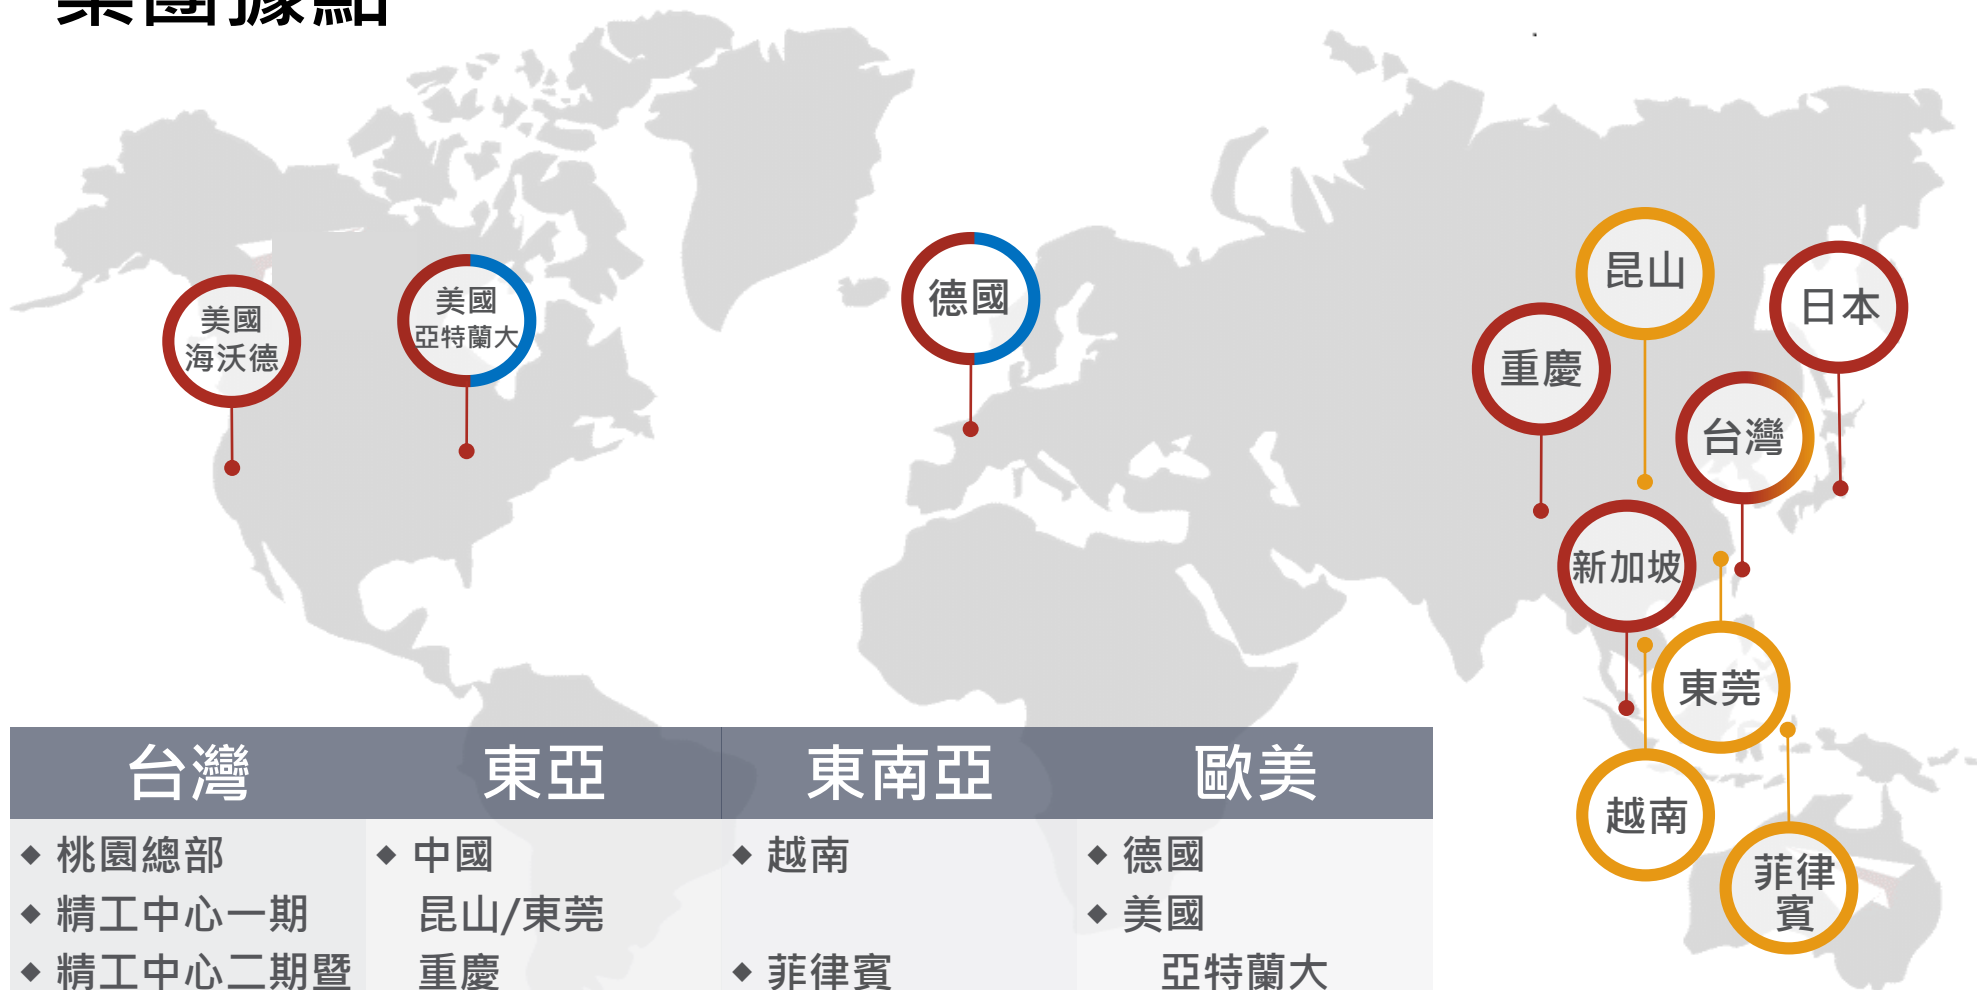 集團據點
美國
海沃德
美國
亞特蘭大
德國
昆山
日本
重慶
台灣
新加坡
東莞
越南
菲律
賓
台灣 東亞 東南亞 歐美
◆ 桃園總部 ◆ 中國 ◆ 越南 ◆ 德國
◆ 精工中心一期 昆山/東莞 ◆ 美國
◆ 精工中心二期暨 重慶 ◆ 菲律賓 亞特蘭大